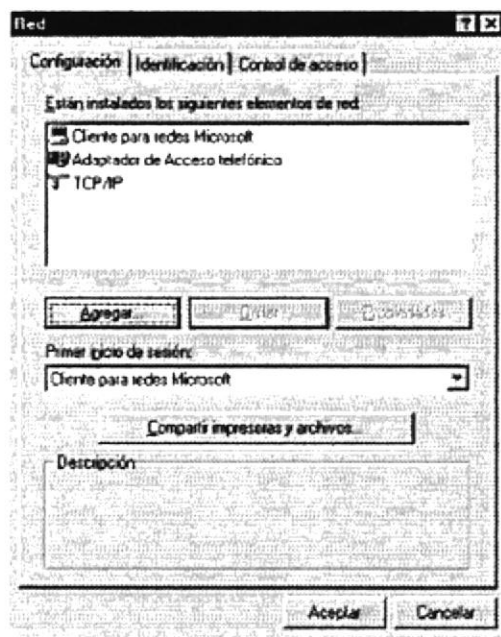 Red
Configuración Identificación Control de acceso
Están instalados los siguientes elementos de red:
Cliente para redes Microsoft
Adaptador de Acceso telefónico
TCP/IP
Agregar... Quitar Propiedades
Primer inicio de sesión:
Cliente para redes Microsoft
Compartir impresoras y archivos...
Descripción
Aceptar Cancelar